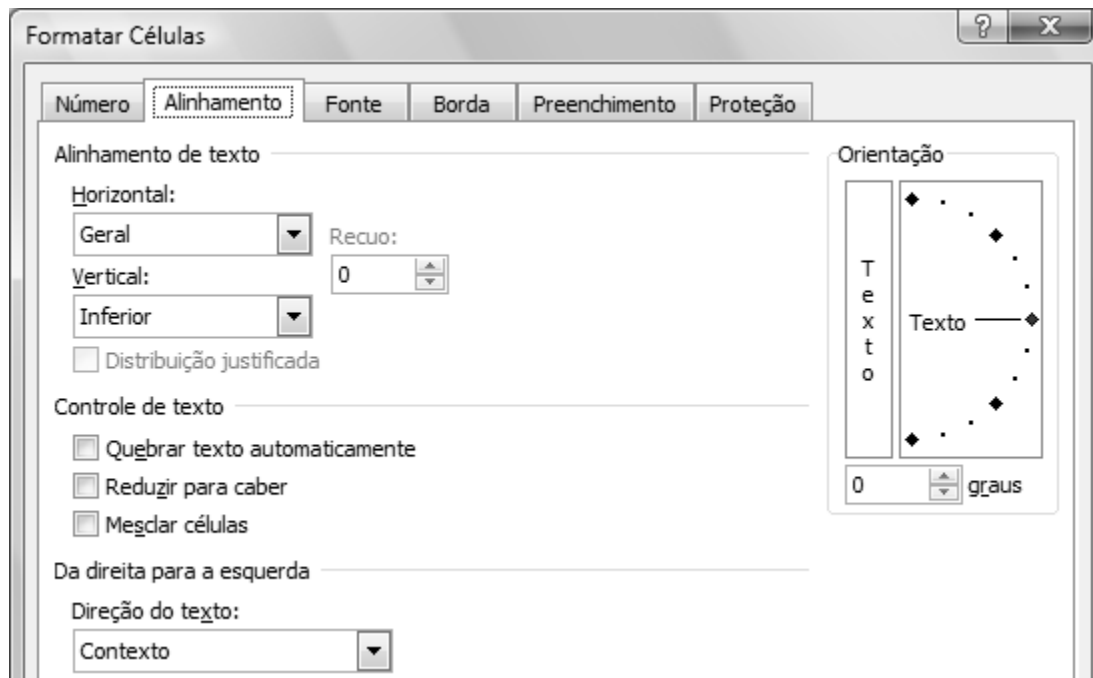 Formatar Células
? X
Número Alinhamento Fonte Borda Preenchimento Proteção
Alinhamento de texto
Horizontal:
Geral
Recuo:
0
Vertical:
Inferior
Distribuição justificada
Controle de texto
Quebrar texto automaticamente
Reduzir para caber
Mesclar células
Da direita para a esquerda
Direção do texto:
Contexto
Orientação
T
e
x
t
o
Texto
0 graus